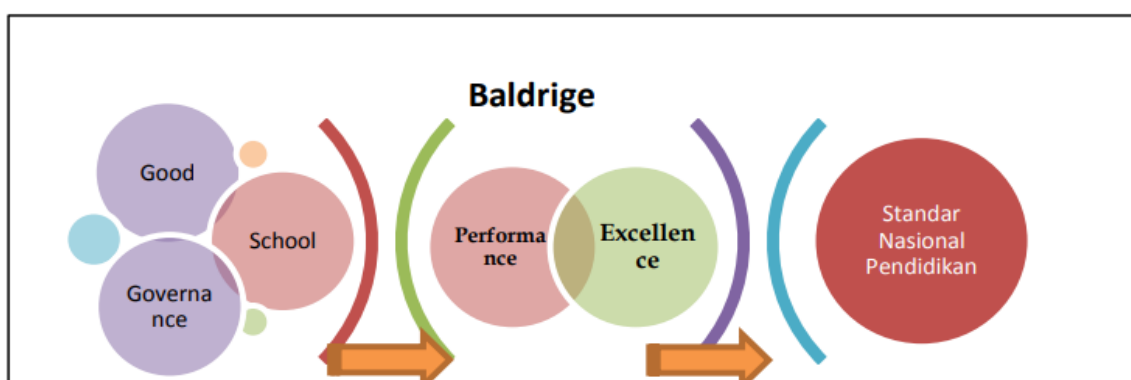 Baldrige
Good
School
Governa
nce
Performa
nce
Excellen
ce
Standar
Nasional
Pendidikan